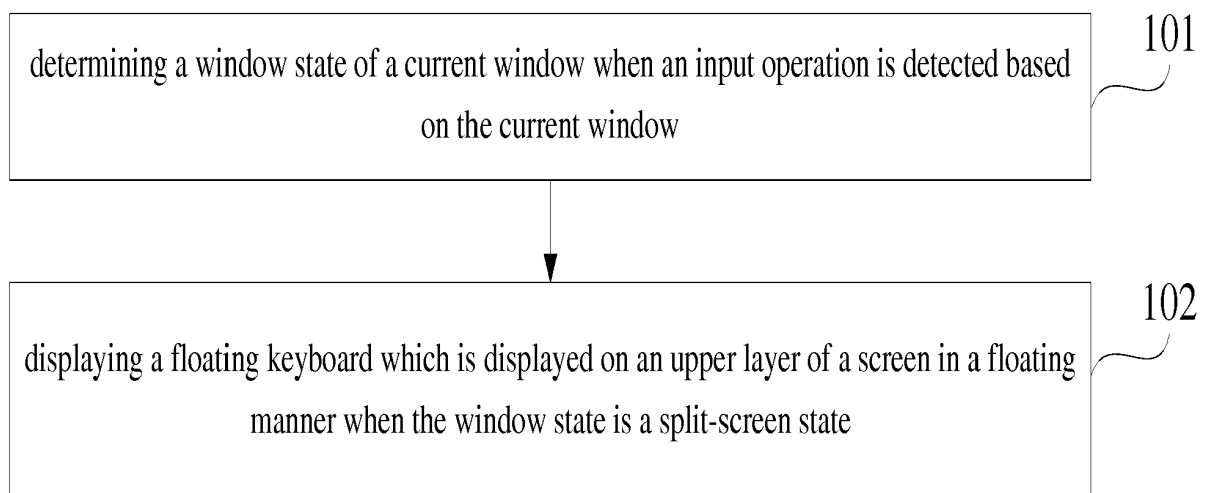 101
determining a window state of a current window when an input operation is detected based
on the current window
102
displaying a floating keyboard which is displayed on an upper layer of a screen in a floating
manner when the window state is a split-screen state